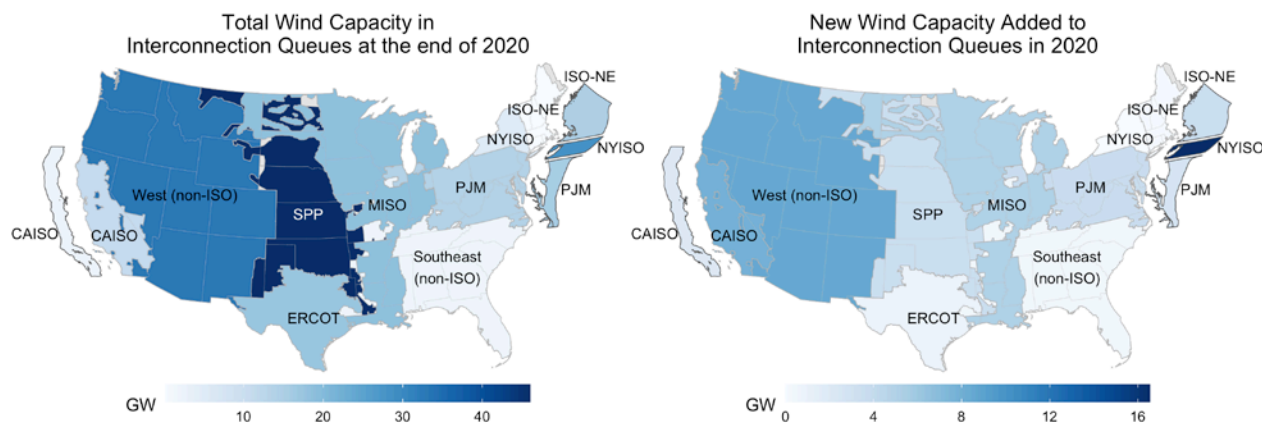 Total Wind Capacity in
Interconnection Queues at the end of 2020
ISO-NE
ISO-NE
NYISO
NYISO
West (non-ISO)
PJM
PJM
SPP
MISO
CAISO
CAISO
Southeast
(non-ISO)
ERCOT
GW
10 20 30 40
New Wind Capacity Added to
Interconnection Queues in 2020
ISO-NE
ISO-NE
NYISO
NYISO
West (non-ISO)
PJM
PJM
SPP
MISO
CAISO
CAISO
Southeast
(non-ISO)
ERCOT
GW
0 4 8 12 16